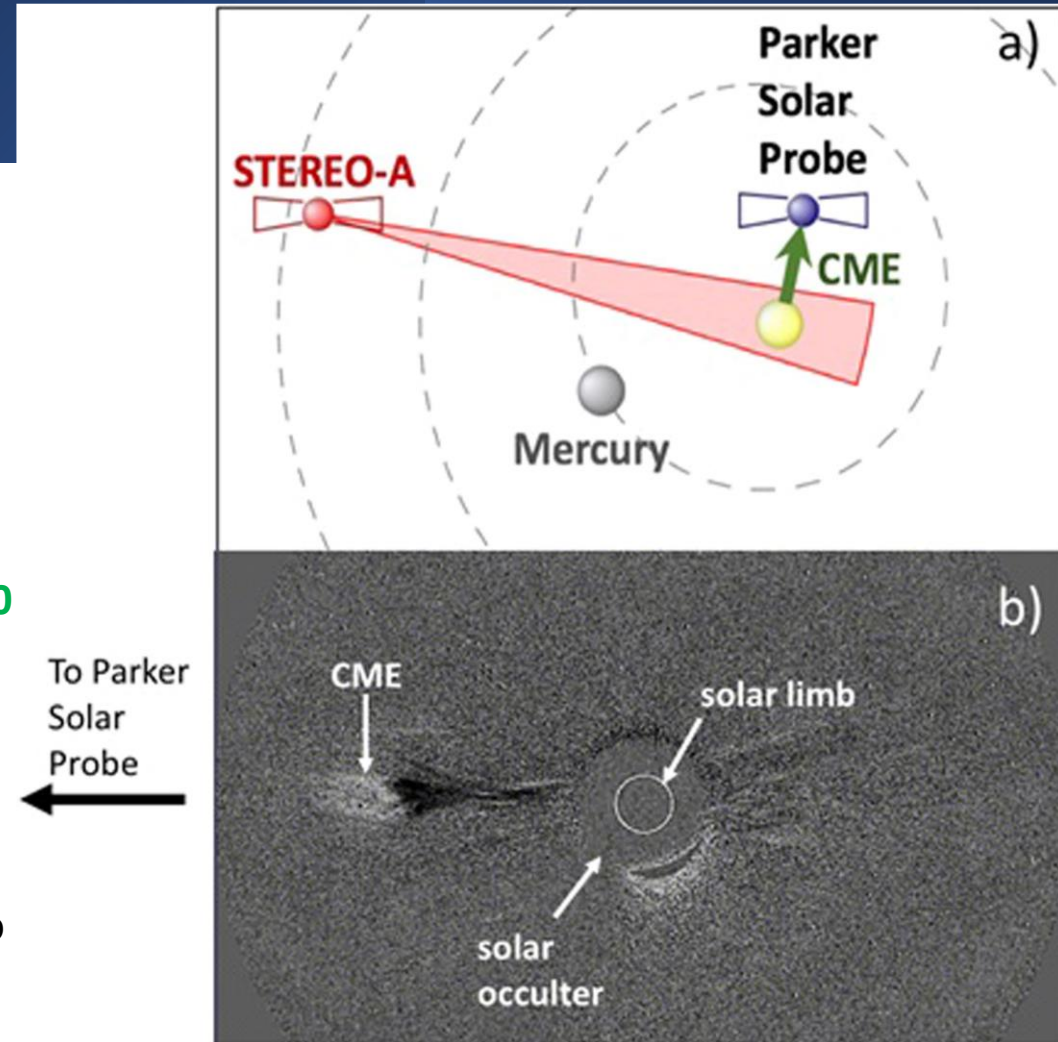 a)
Parker
Solar
Probe
STEREO-A
CME
Mercury
b)
To Parker
Solar
Probe
CME
solar limb
solar
occulter